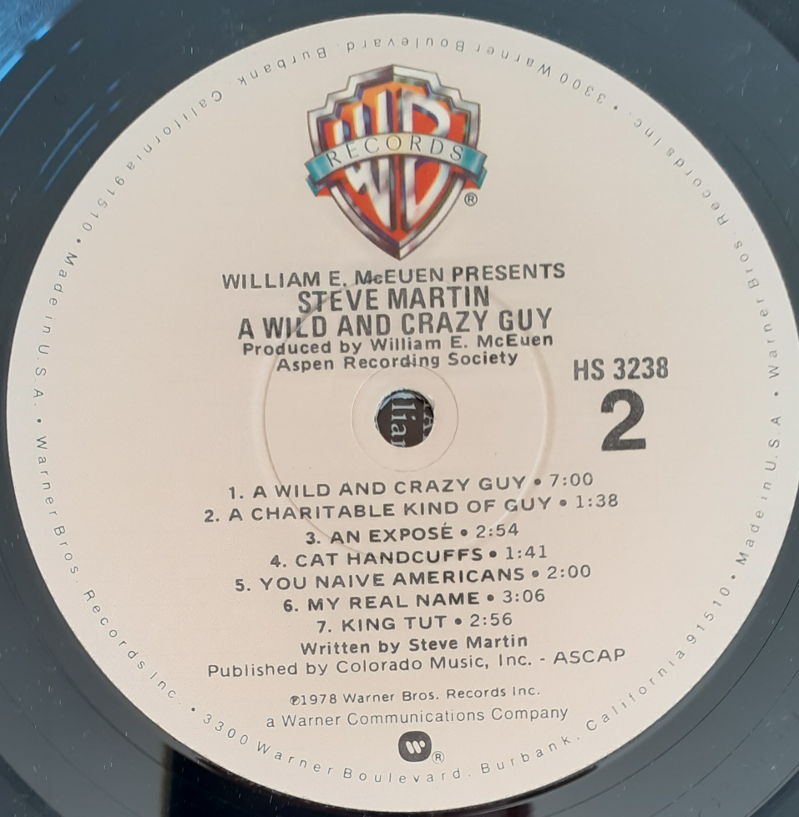 WB
RECORDS
®
WILLIAM E. McEUEN PRESENTS
STEVE MARTIN
A WILD AND CRAZY GUY
Produced by William E. McEuen
Aspen Recording Society
HS 3238
2
1. A WILD AND CRAZY GUY • 7:00
2. A CHARITABLE KIND OF GUY • 1:38
3. AN EXPOSÉ • 2:54
4. CAT HANDCUFFS • 1:41
5. YOU NAIVE AMERICANS • 2:00
6. MY REAL NAME • 3:06
7. KING TUT • 2:56
Written by Steve Martin
Published by Colorado Music, Inc. - ASCAP
℗1978 Warner Bros. Records Inc.
a Warner Communications Company
W®
Warner Bros. Records Inc. • 3300 Warner Boulevard. Burbank. California 91510 • Made in U.S.A. • Warner Bros. Records Inc. • 3300 Warner Boulevard. Burbank. California 91510 • Made in U.S.A. •